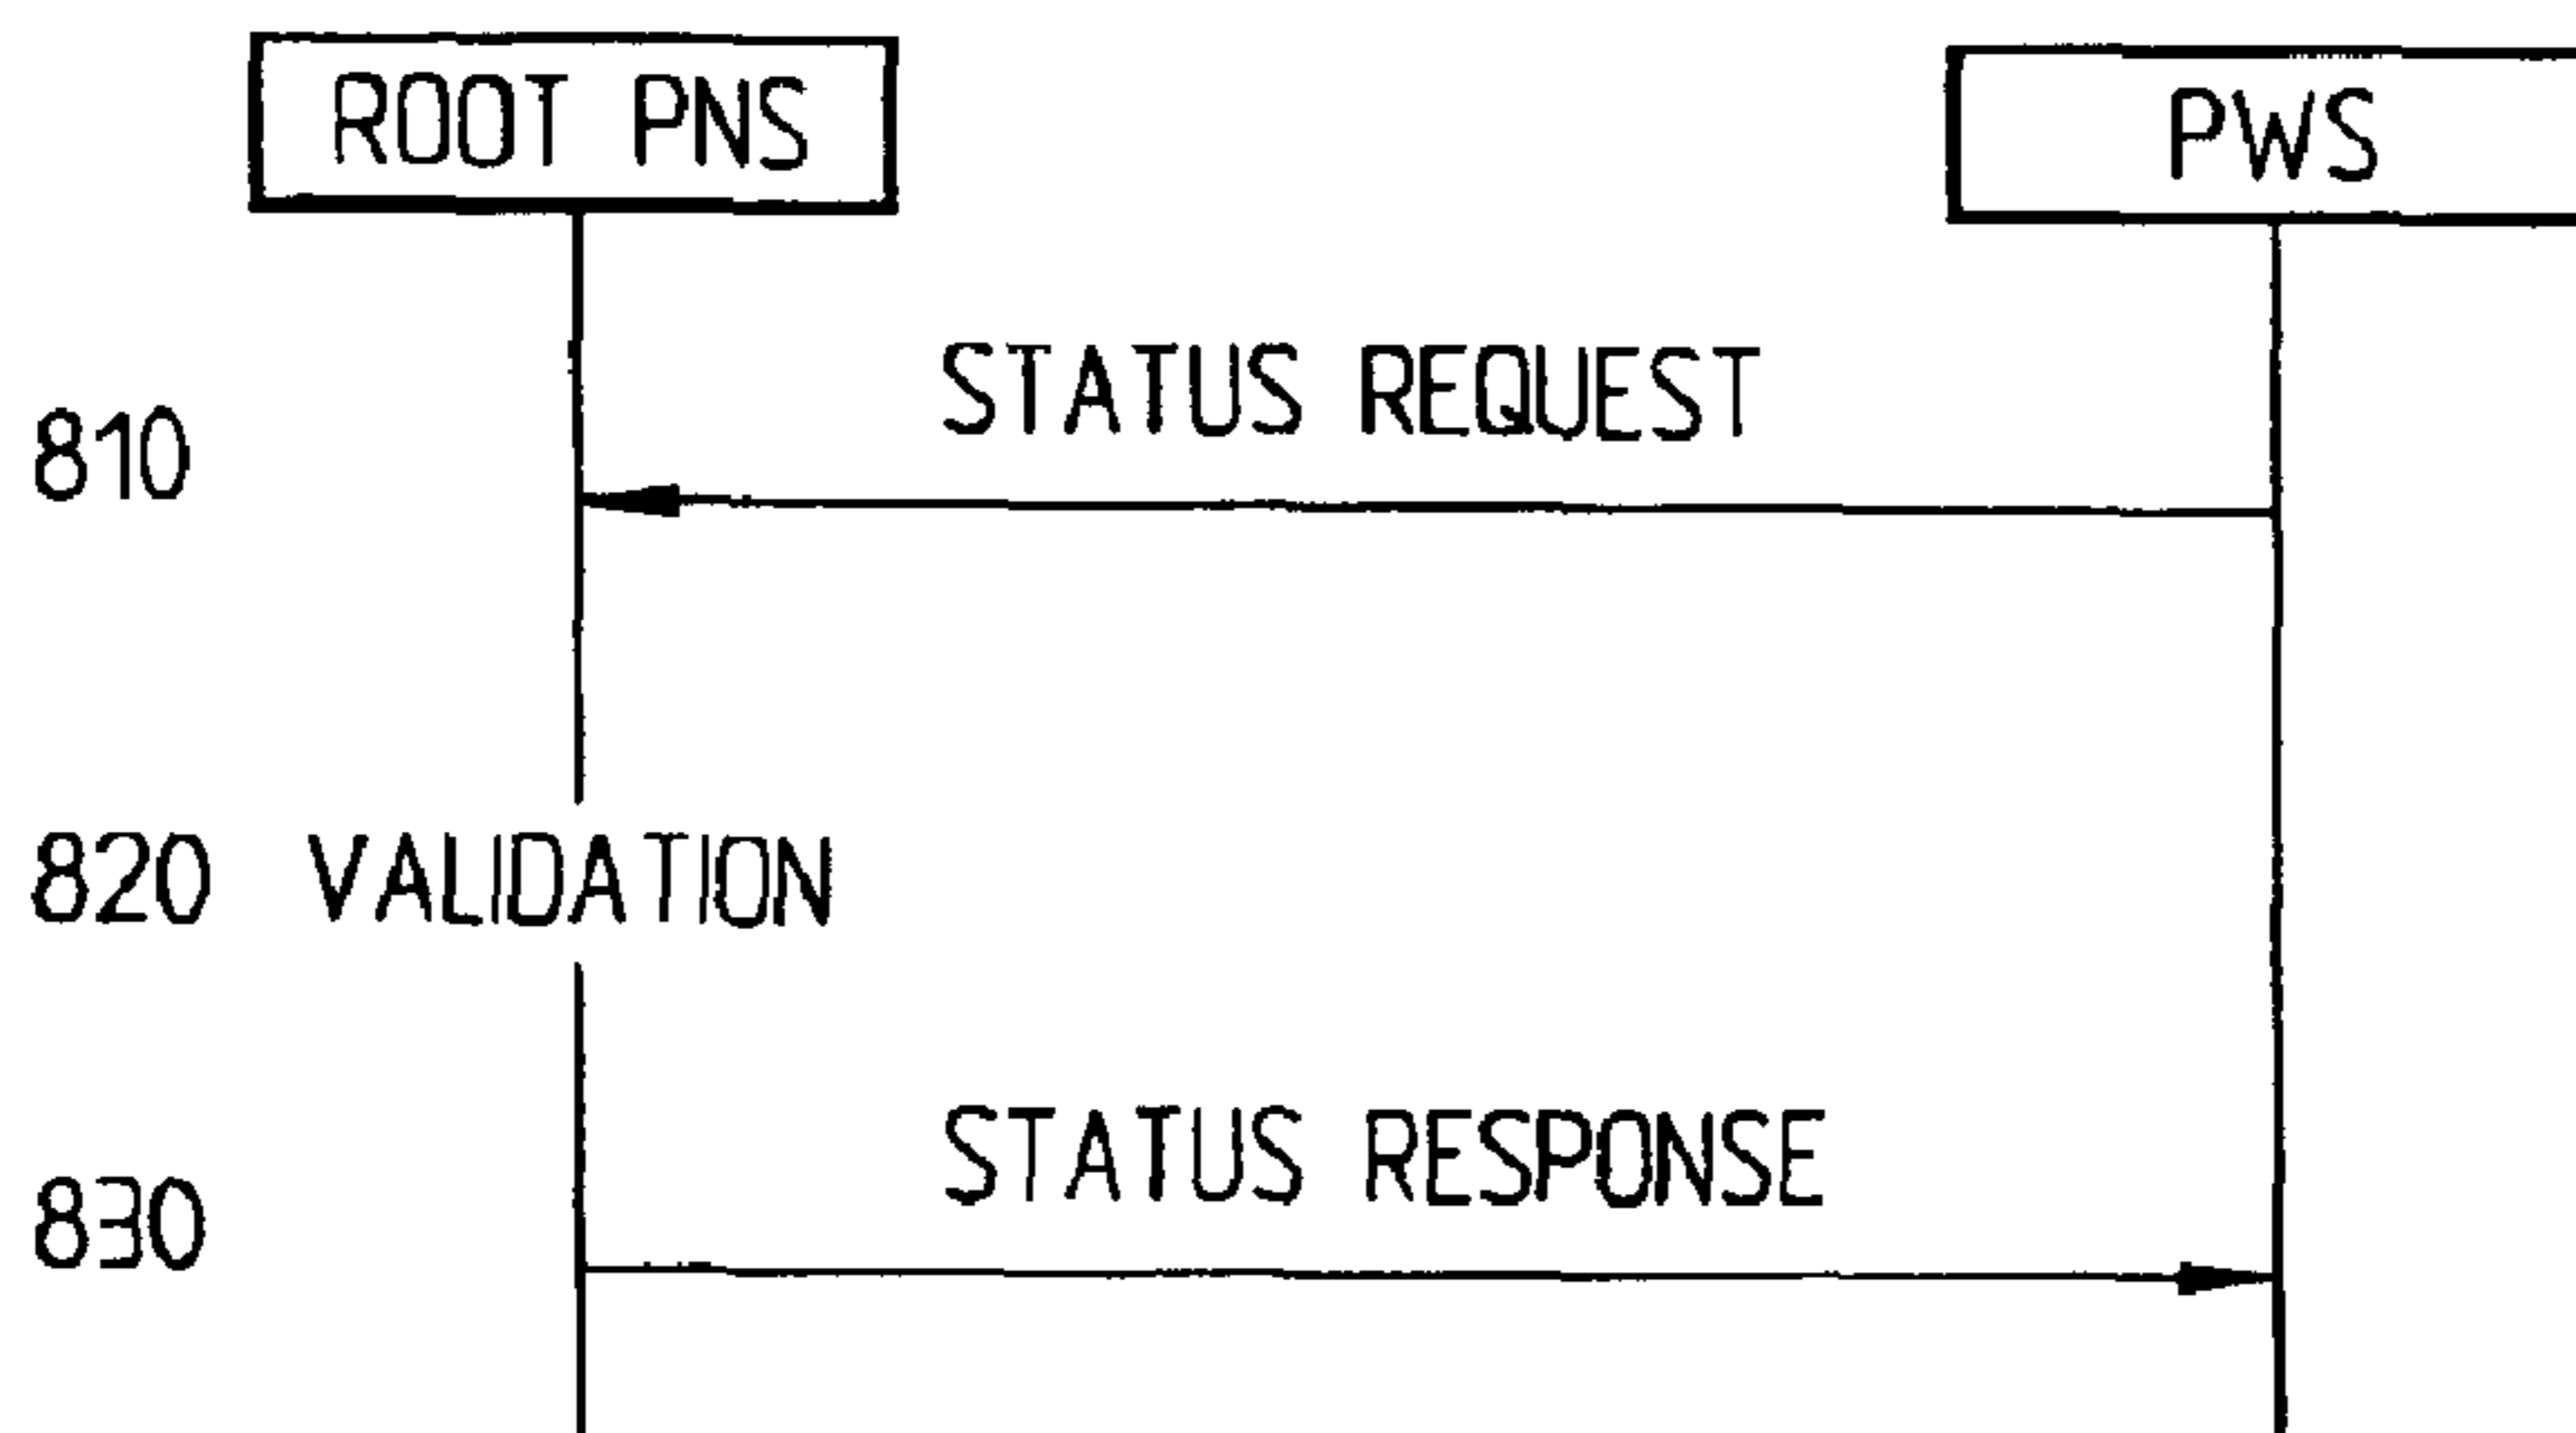 ROOT PNS
PWS
STATUS REQUEST
810
820 VALIDATION
STATUS RESPONSE
830